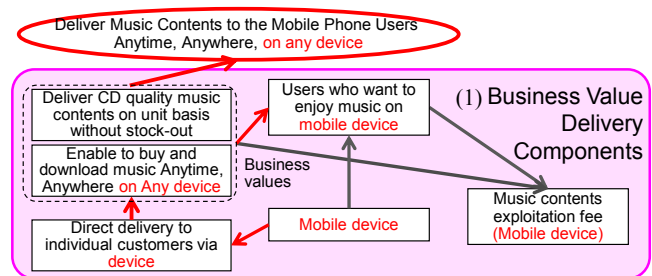 Deliver Music Contents to the Mobile Phone Users
Anytime, Anywhere, on any device
Deliver CD quality music
contents on unit basis
without stock-out
Enable to buy and
download music Anytime,
Anywhere on Any device
Direct delivery to
individual customers via
device
Users who want to
enjoy music on
mobile device
Business
values
Mobile device
(1) Business Value
Delivery
Components
Music contents
exploitation fee
(Mobile device)